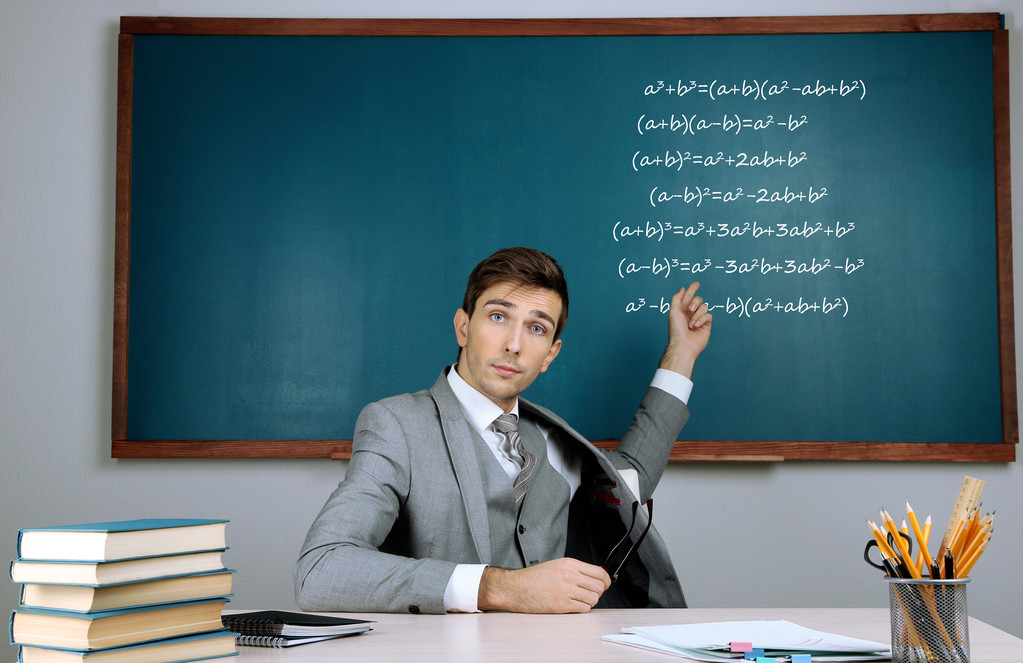 a³+b³=(a+b)(a²-ab+b²)
(a+b)(a-b)=a²-b²
(a+b)²=a²+2ab+b²
(a-b)²=a²-2ab+b²
(a+b)³=a³+3a²b+3ab²+b³
(a-b)³=a³-3a²b+3ab²-b³
a³-b -b)(a²+ab+b²)